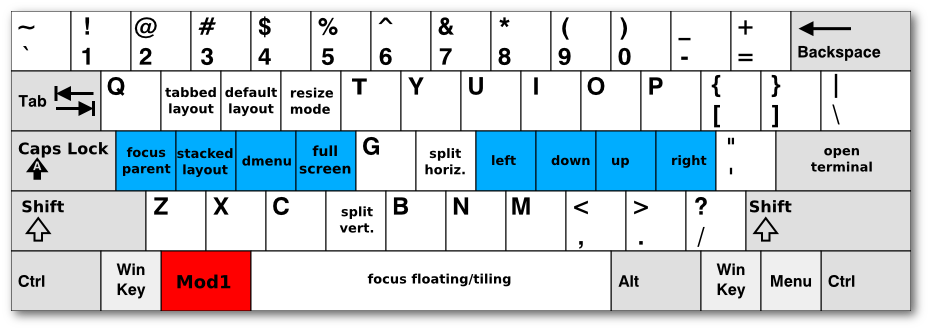 ~ ! @ # $ % ^ & * ( ) _ +
` 1 2 3 4 5 6 7 8 9 0 - = Backspace
Tab Q tabbed layout default layout resize mode T Y U I O P { [ } ] | \
Caps Lock A focus parent stacked layout dmenu full screen G split horiz. left down up right " ' open terminal
Shift Z X C split vert. B N M < , > . ? / Shift
Ctrl Win Key Mod1 focus floating/tiling Alt Win Key Menu Ctrl